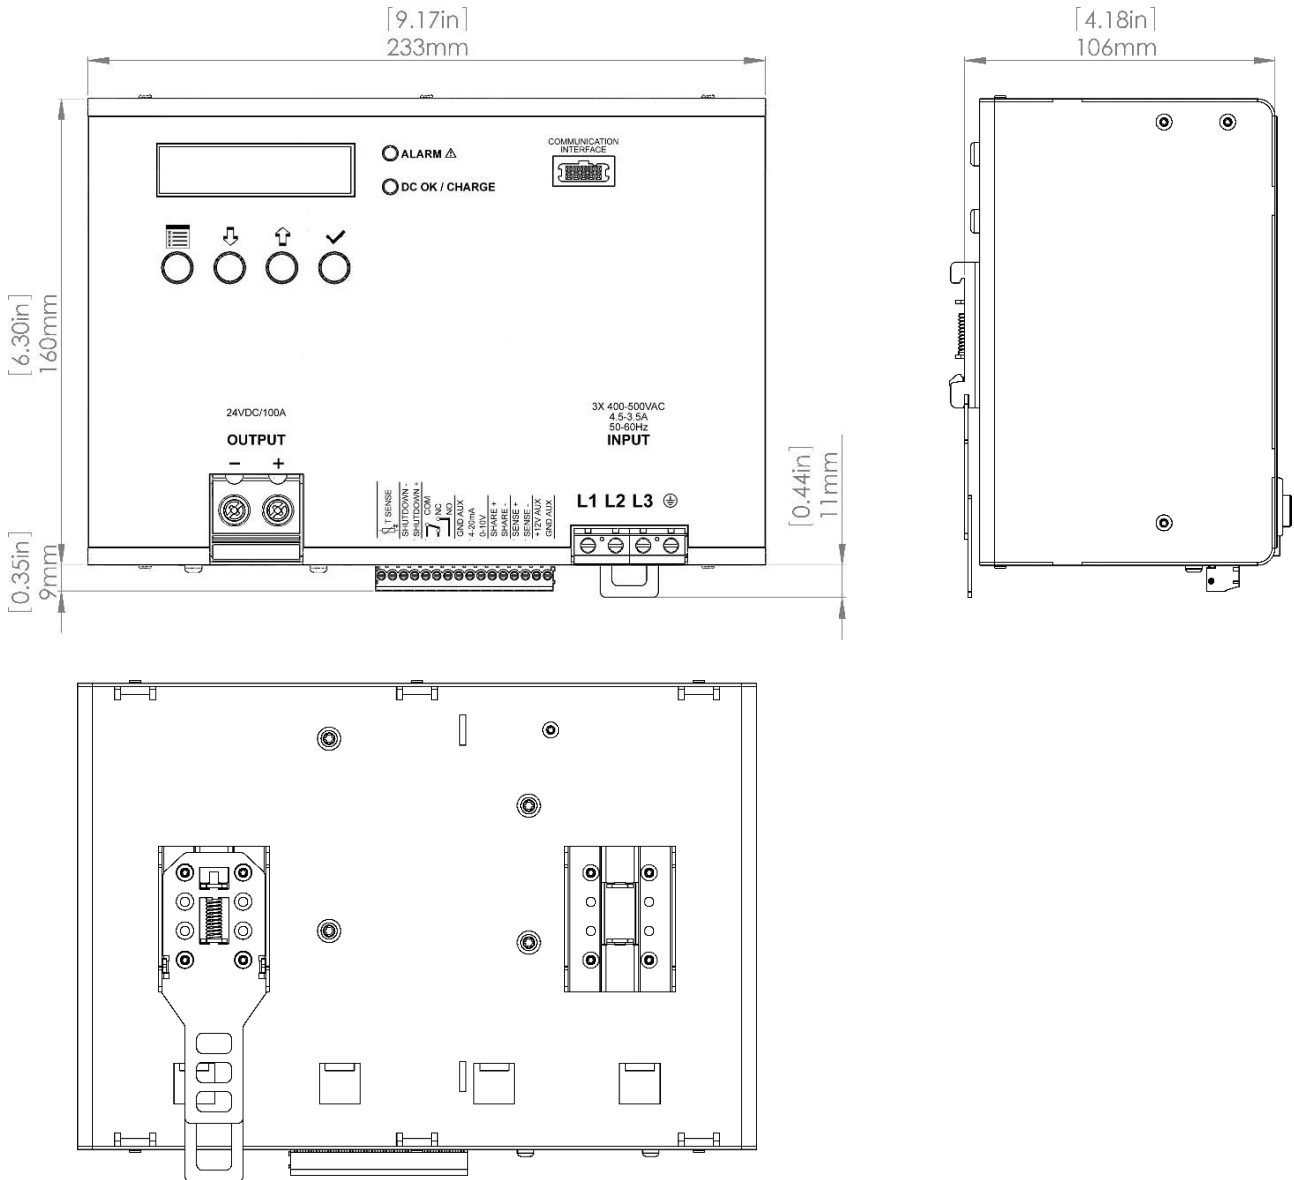 [9.17in]
233mm
[4.18in]
106mm
COMMUNICATION
INTERFACE
ALARM ⚠
DC OK / CHARGE
[6.30in]
160mm
24VDC/100A
OUTPUT
- +
3X 400-500VAC
4.5-3.5A
50-60Hz
INPUT
[0.44in]
11mm
T SENSE
SHUTDOWN -
SHUTDOWN +
COM
NC
NO
GND AUX
4-20mA
0-10V
SHARE +
SHARE -
SENSE +
SENSE -
+12V AUX
GND AUX
L1 L2 L3
[0.35in]
9mm